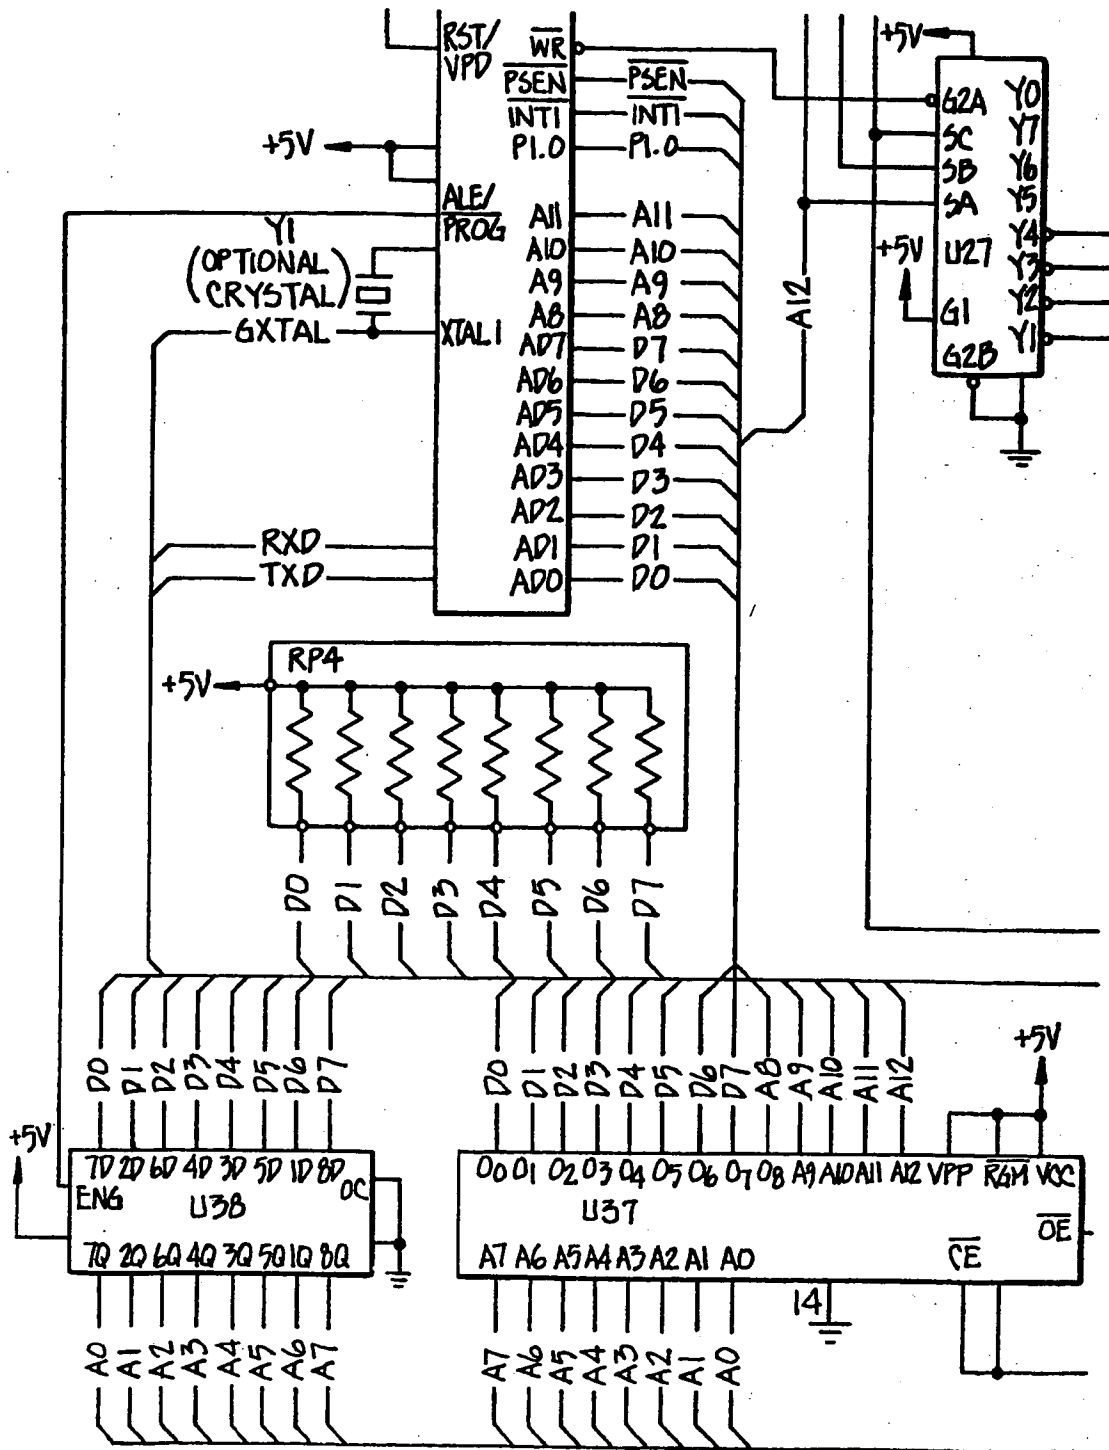 RST/
VPD
WR
PSEN
PSEN
INT1
INT1
P1.0
P1.0
+5V
ALE/
PROG
Y1
(OPTIONAL
CRYSTAL)
GXTAL
XTAL1
A11
A11
A10
A10
A9
A9
A8
A8
AD7
D7
AD6
D6
AD5
D5
AD4
D4
AD3
D3
AD2
D2
AD1
D1
AD0
D0
RXD
TXD
A12
+5V
G2A
Y0
SC
Y7
SB
Y6
SA
Y5
+5V
U27
Y4
Y3
G1
Y2
G2B
Y1
RP4
+5V
D0 D1 D2 D3 D4 D5 D6 D7
D0 D1 D2 D3 D4 D5 D6 D7
D0 D1 D2 D3 D4 D5 D6 D7 A8 A9 A10 A11 A12
+5V
+5V
7D 2D 6D 4D 3D 5D 1D 8D
OC
ENG
U38
7Q 2Q 6Q 4Q 3Q 5Q 1Q 8Q
O0 O1 O2 O3 O4 O5 O6 O7 O8 A9 A10 A11 A12 VPP RGM VCC
U37
OE
CE
A7 A6 A5 A4 A3 A2 A1 A0
14
A0 A1 A2 A3 A4 A5 A6 A7
A7 A6 A5 A4 A3 A2 A1 A0